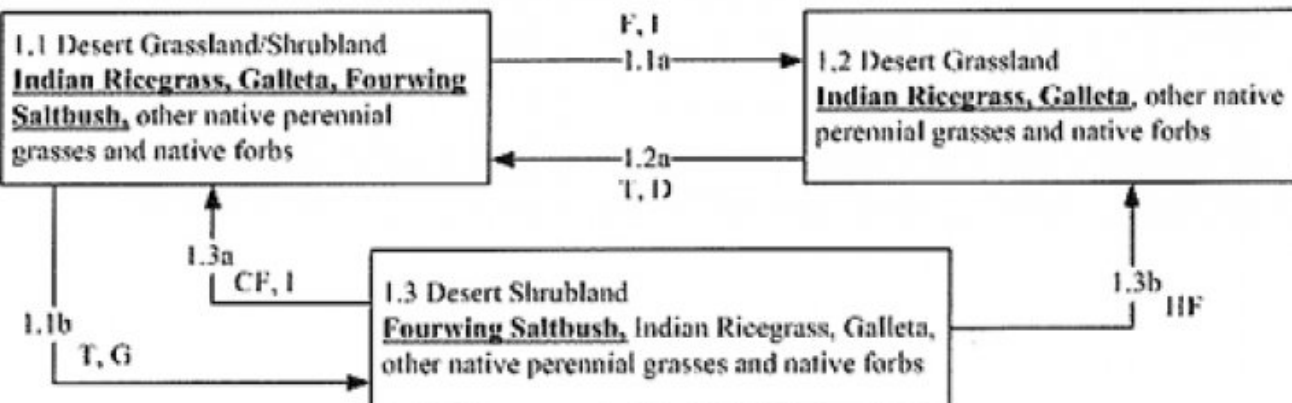 1.1 Desert Grassland/Shrubland
Indian Ricegrass, Galleta, Fourwing
Saltbush, other native perennial
grasses and native forbs
F, I
1.1a
1.2 Desert Grassland
Indian Ricegrass, Galleta, other native
perennial grasses and native forbs
1.2a
T, D
1.3a
CF, I
1.3 Desert Shrubland
Fourwing Saltbush, Indian Ricegrass, Galleta,
other native perennial grasses and native forbs
1.3b
HF
1.1b
T, G